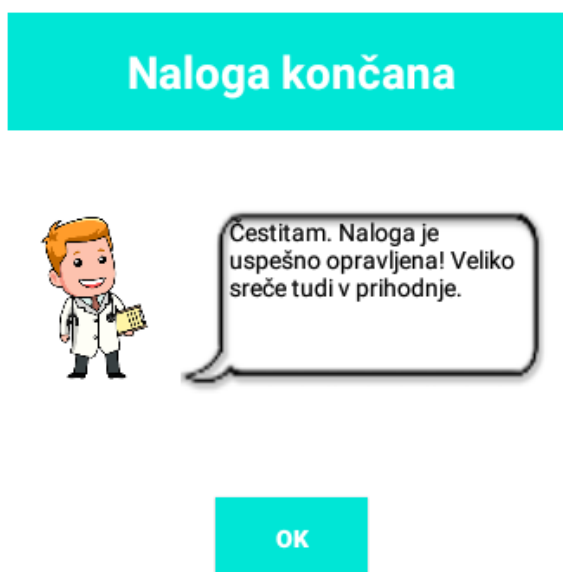 Naloga končana
Čestitam. Naloga je
uspešno opravljena! Veliko
sreče tudi v prihodnje.
OK